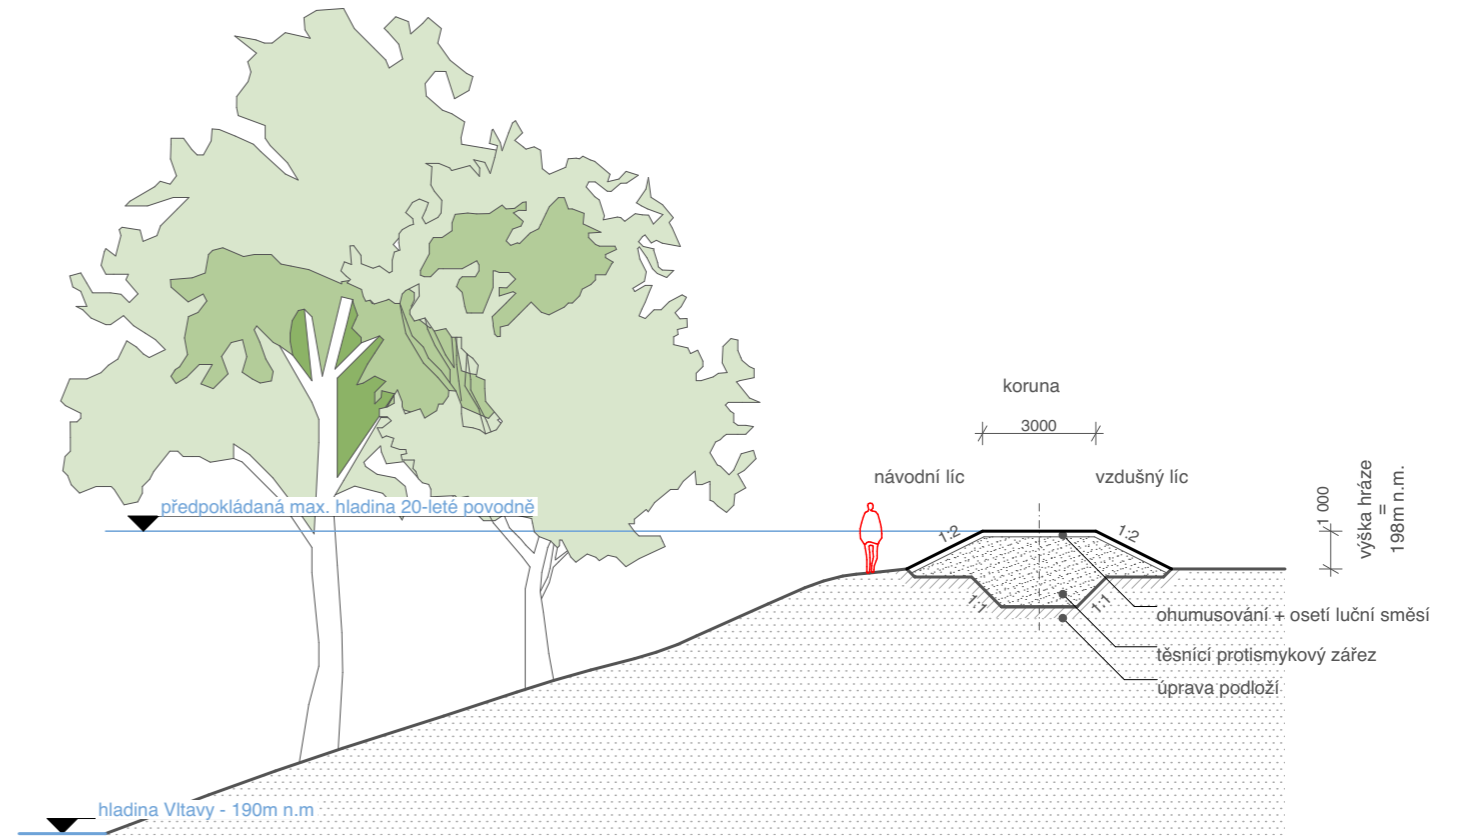 koruna
3000
návodní líc
vzdušný líc
předpokládaná max. hladina 20-leté povodně
1:2
1:2
1 000
výška hráze
=
198m n.m.
1:1
1:1
ohumusování + osetí luční směsí
těsnící protismykový zářez
úprava podloží
hladina Vltavy - 190m n.m